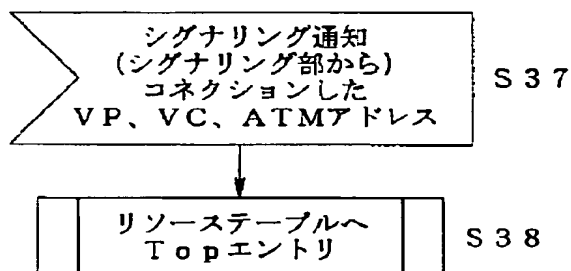 シグナリング通知
(シグナリング部から)
コネクションした
VP、VC、ATMアドレス
S37
リソーステーブルへ
Topエントリ
S38